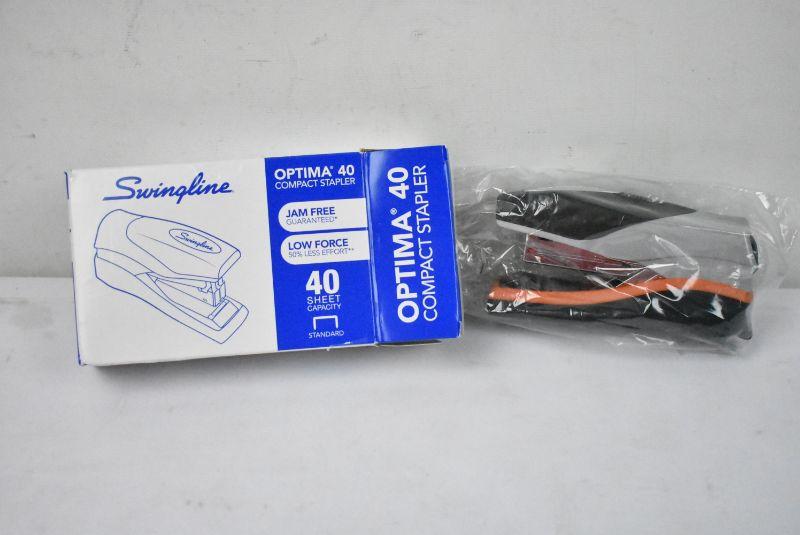 Swingline
Swingline
OPTIMA® 40
COMPACT STAPLER
JAM FREE
GUARANTEED*
LOW FORCE
50% LESS EFFORT**
40
SHEET
CAPACITY
STANDARD
OPTIMA® 40
COMPACT STAPLER